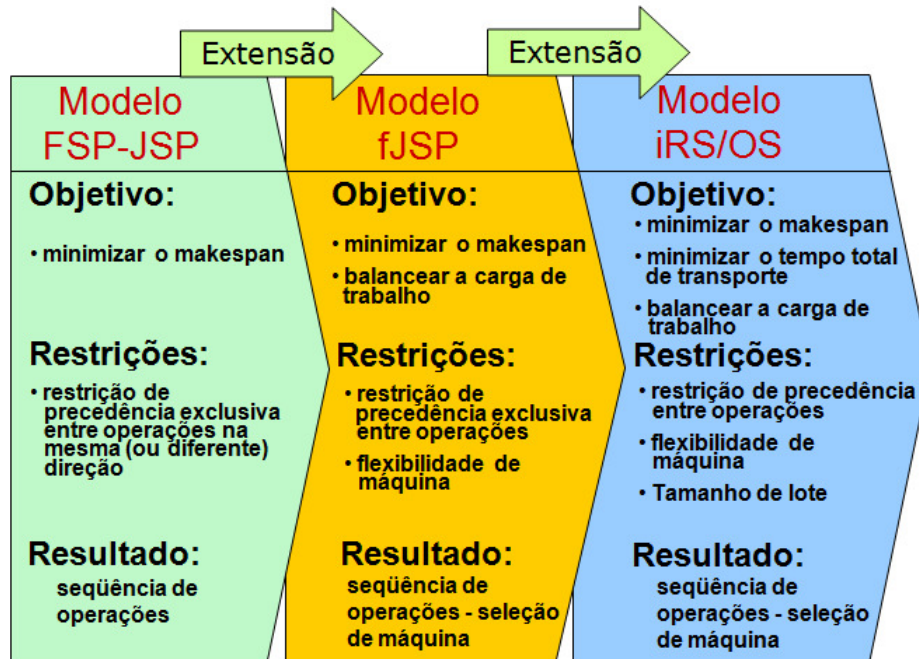 Extensão
Extensão
Modelo
FSP-JSP
Objetivo:
• minimizar o makespan
Restrições:
• restrição de
precedência exclusiva
entre operações na
mesma (ou diferente)
direção
Resultado:
seqüência de
operações
Modelo
fJSP
Objetivo:
• minimizar o makespan
• balancear a carga de
trabalho
Restrições:
• restrição de
precedência exclusiva
entre operações
• flexibilidade de
máquina
Resultado:
seqüência de
operações - seleção
de máquina
Modelo
iRS/OS
Objetivo:
• minimizar o makespan
• minimizar o tempo total
de transporte
• balancear a carga de
trabalho
Restrições:
• restrição de precedência
entre operações
• flexibilidade de
máquina
• Tamanho de lote
Resultado:
seqüência de
operações - seleção
de máquina